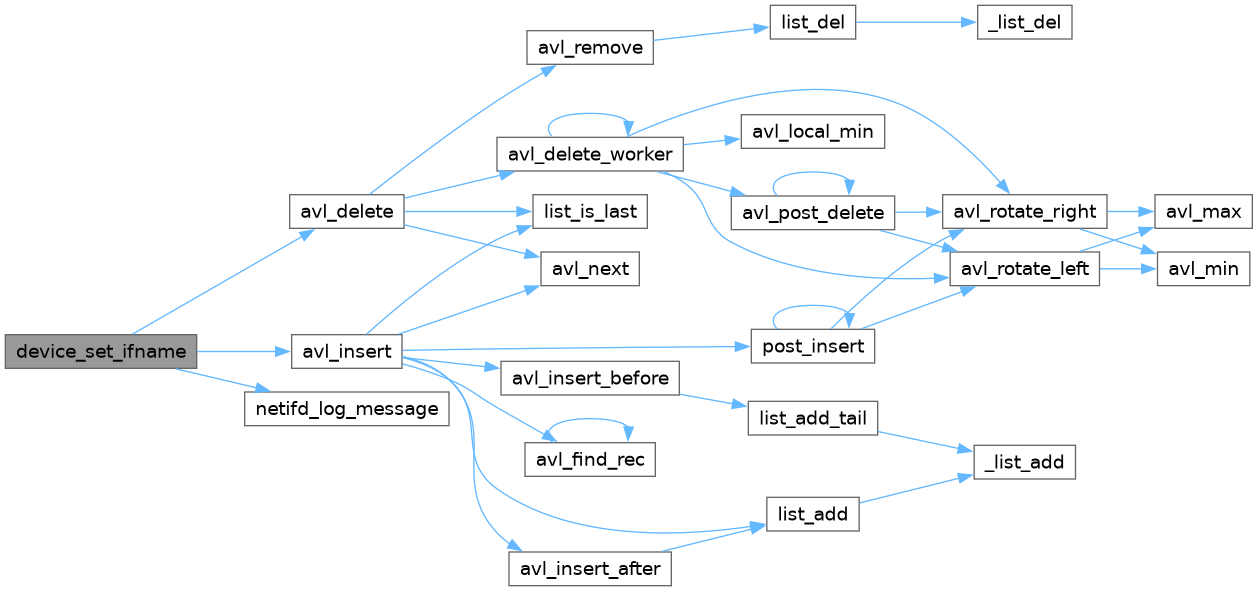 list_del
_list_del
avl_remove
avl_local_min
avl_delete_worker
avl_delete
list_is_last
avl_post_delete
avl_rotate_right
avl_max
avl_next
avl_rotate_left
avl_min
device_set_ifname
avl_insert
post_insert
avl_insert_before
netifd_log_message
list_add_tail
avl_find_rec
_list_add
list_add
avl_insert_after